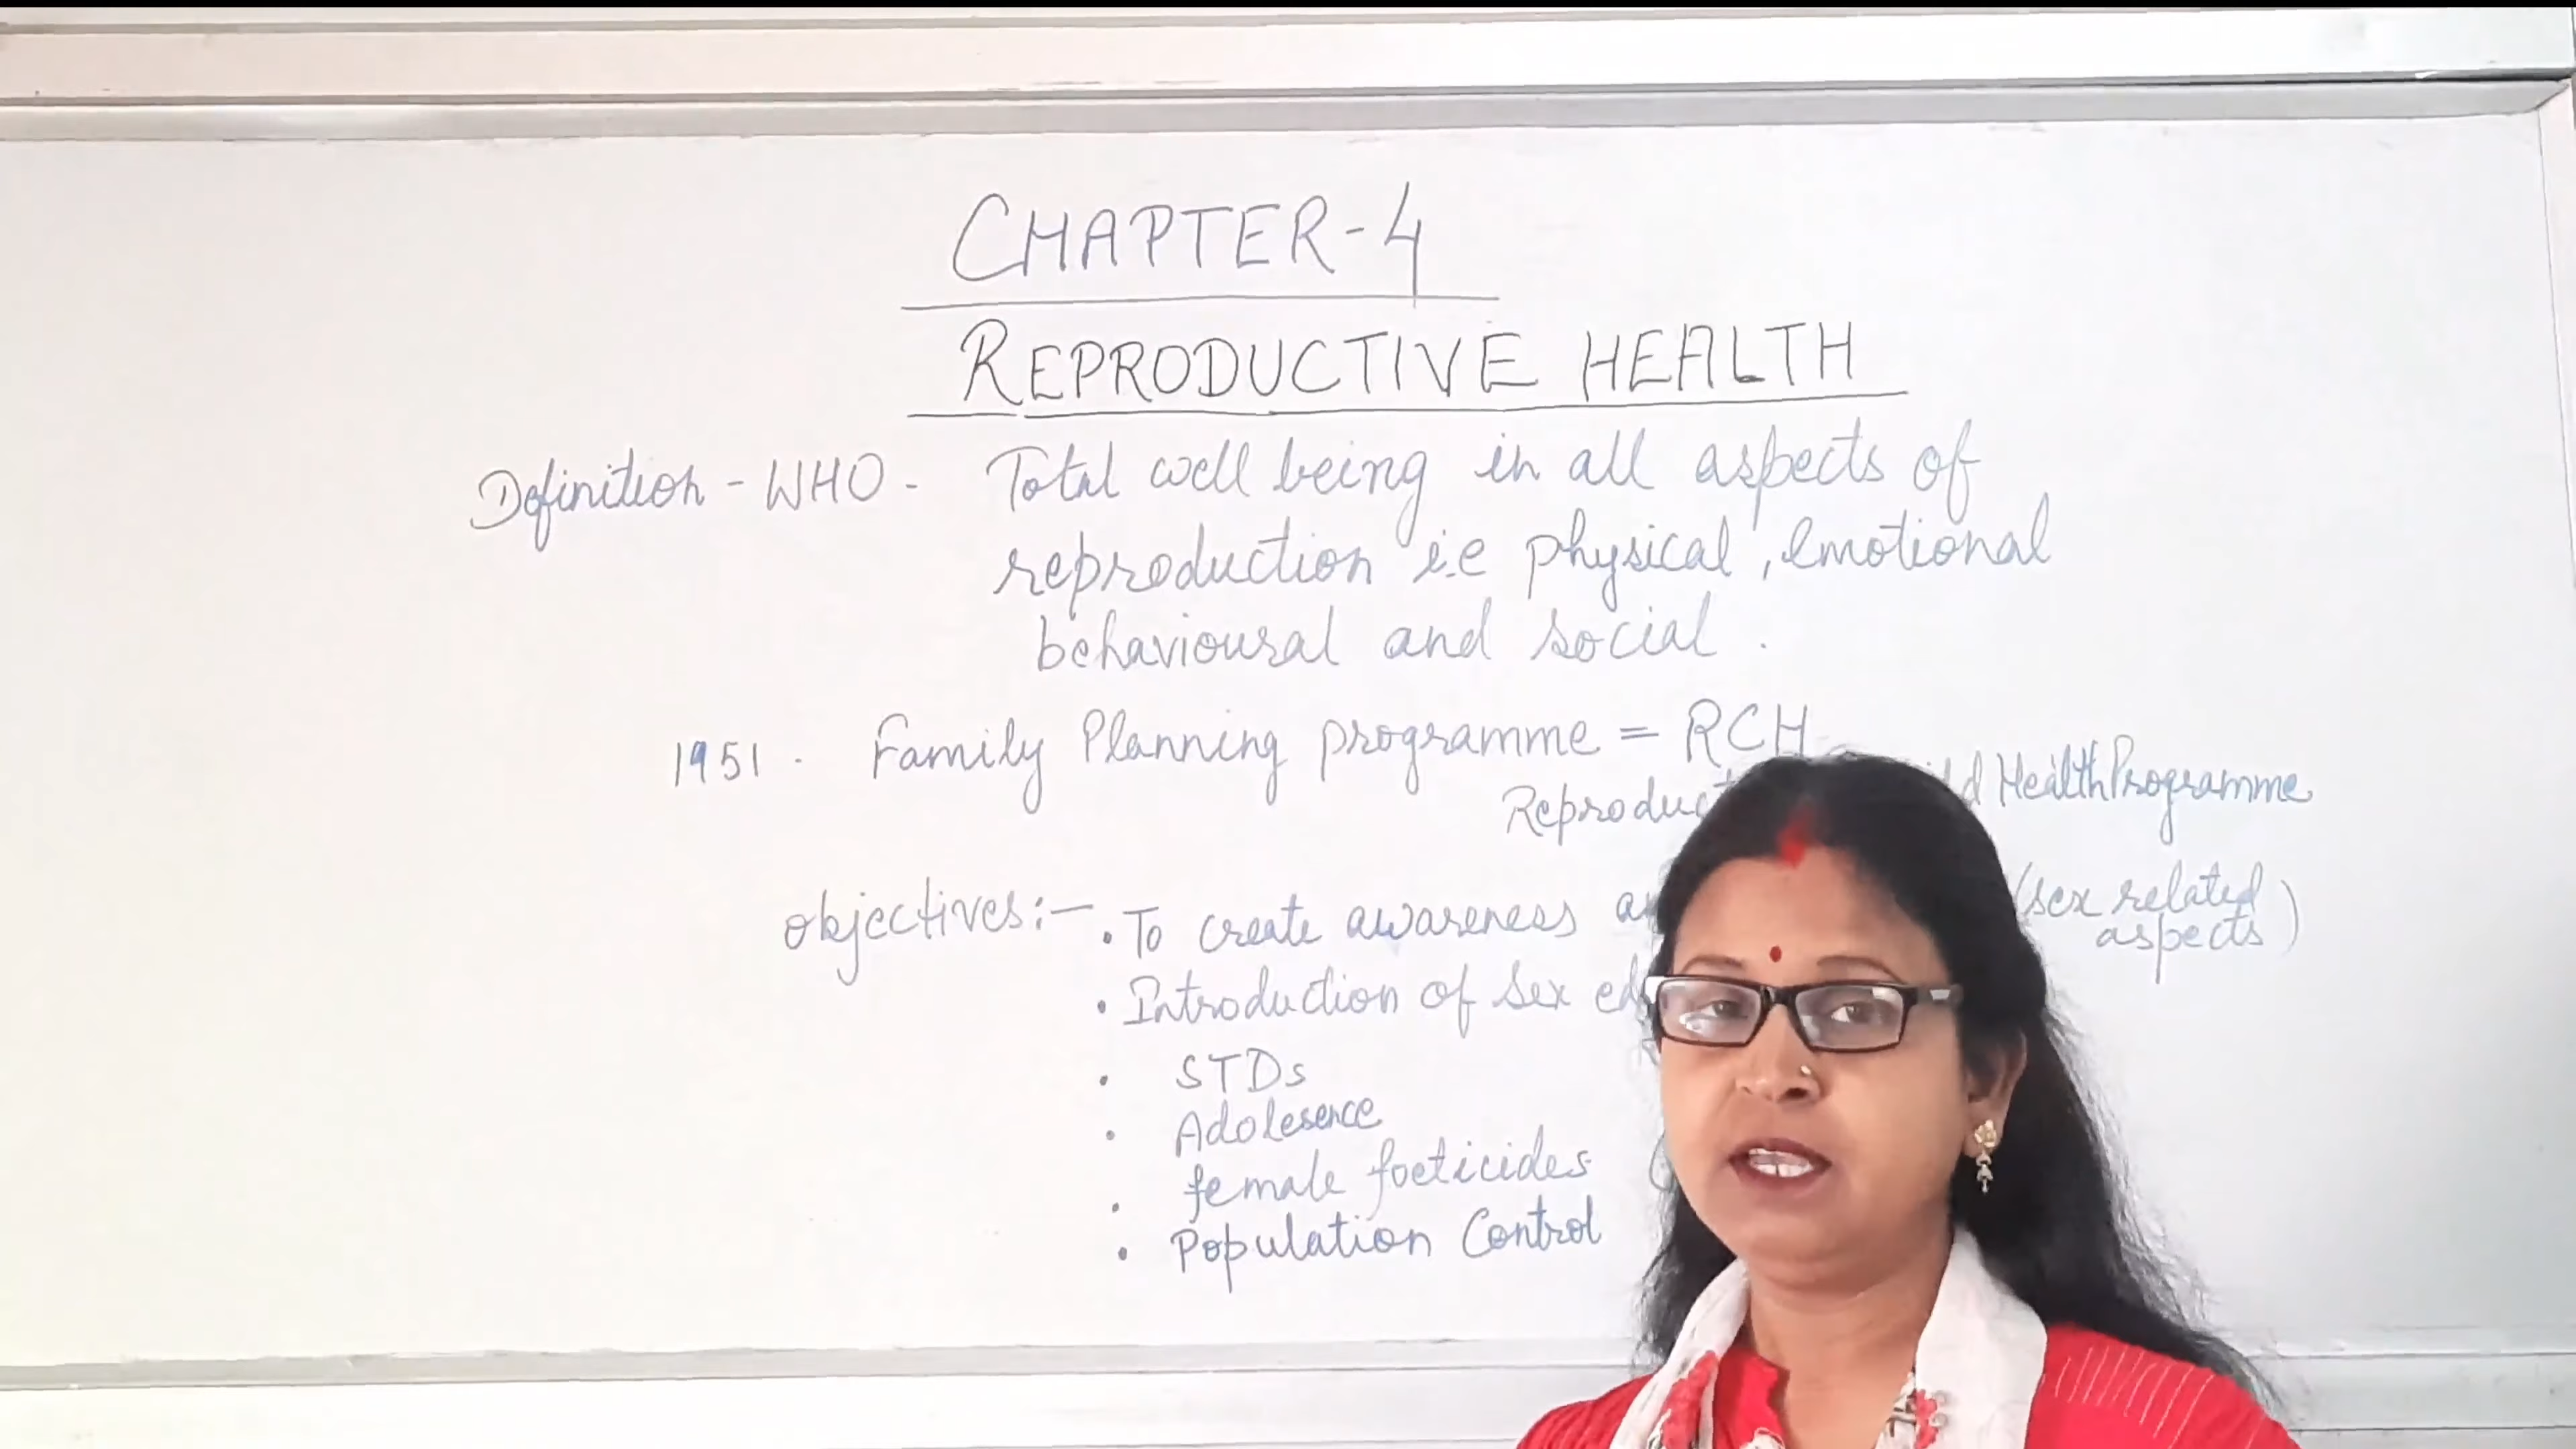 CHAPTER-4
REPRODUCTIVE HEALTH
Definition - WHO - Total well being in all aspects of
reproduction i.e physical, emotional
behavioural and social.
1951. Family Planning programme = RCH
Health Programme
Objectives:- • To create awareness (sex related
aspects)
• Introduction of Sex
• STDs
• Adolesence
• female foeticides
• Population Control